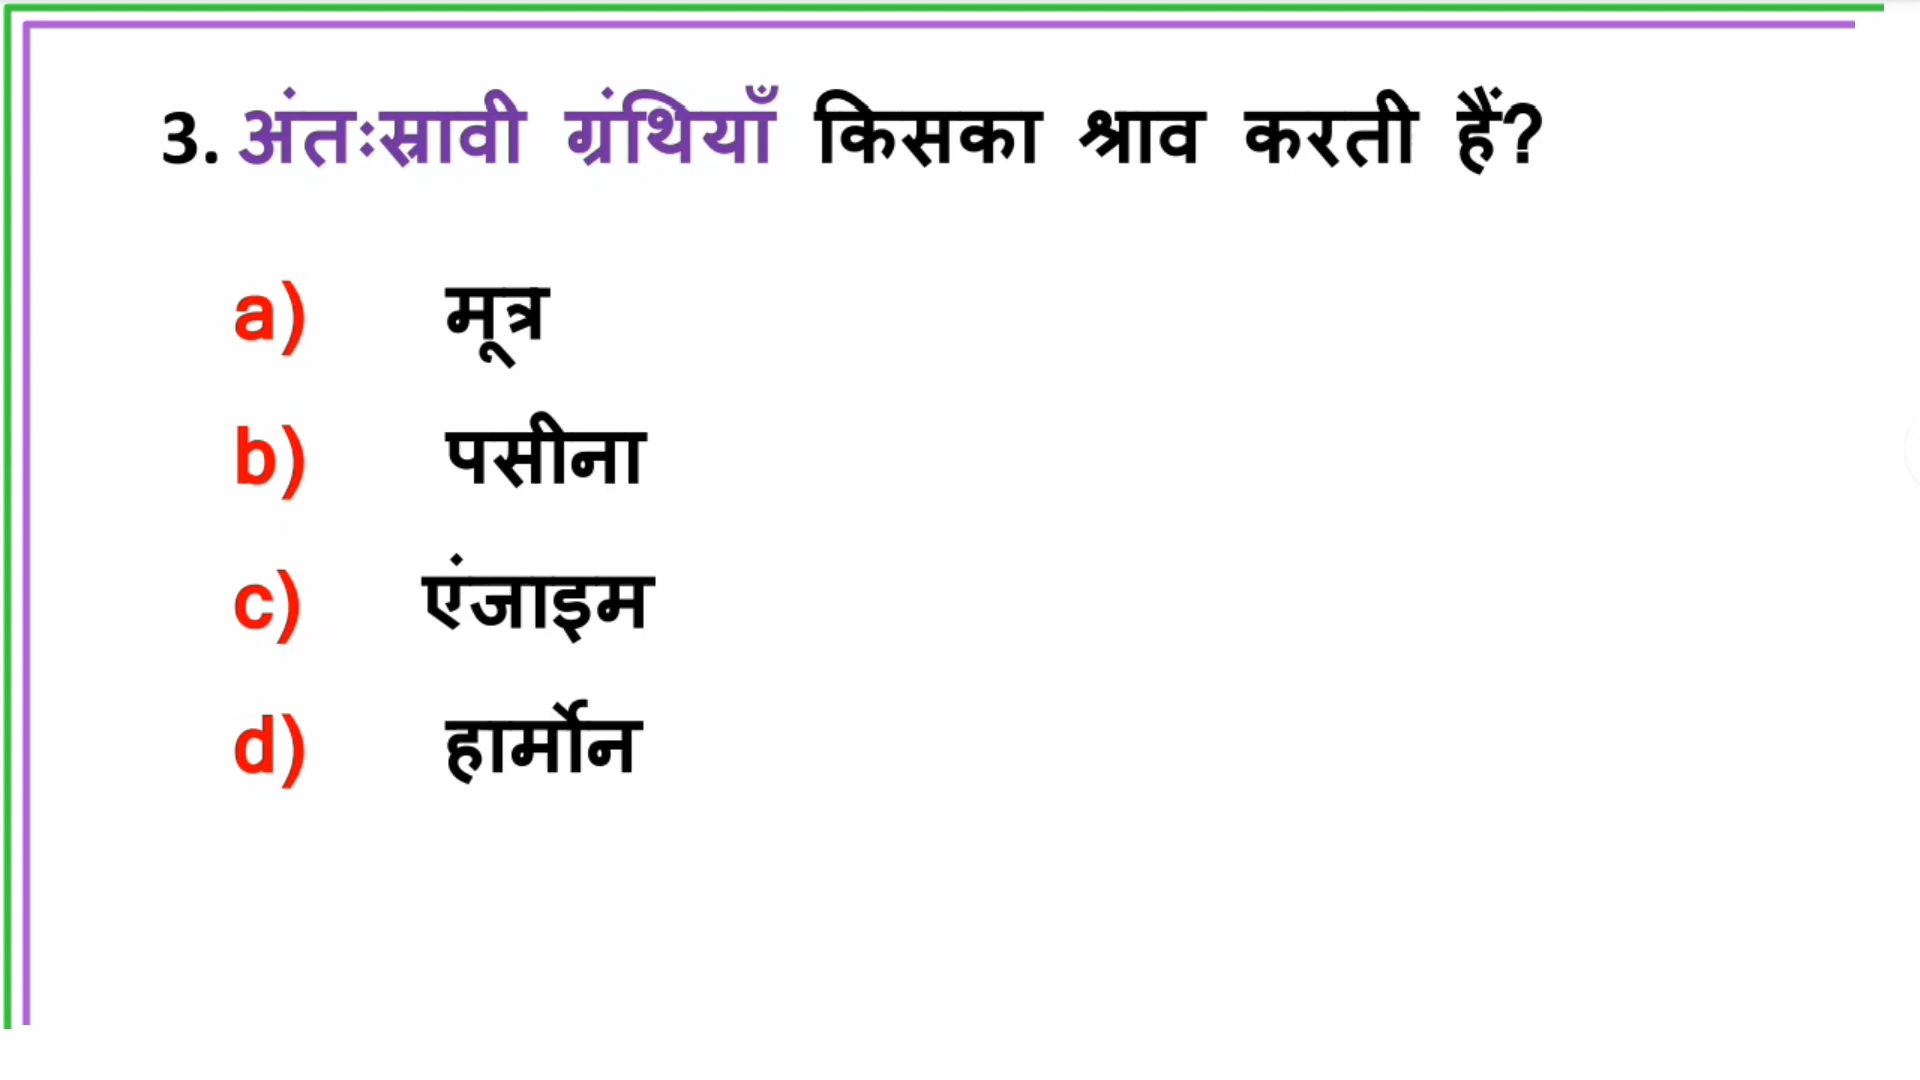 3. अंतःस्रावी ग्रंथियाँ किसका श्राव करती हैं?
a) मूत्र
b) पसीना
c) एंजाइम
d) हार्मोन